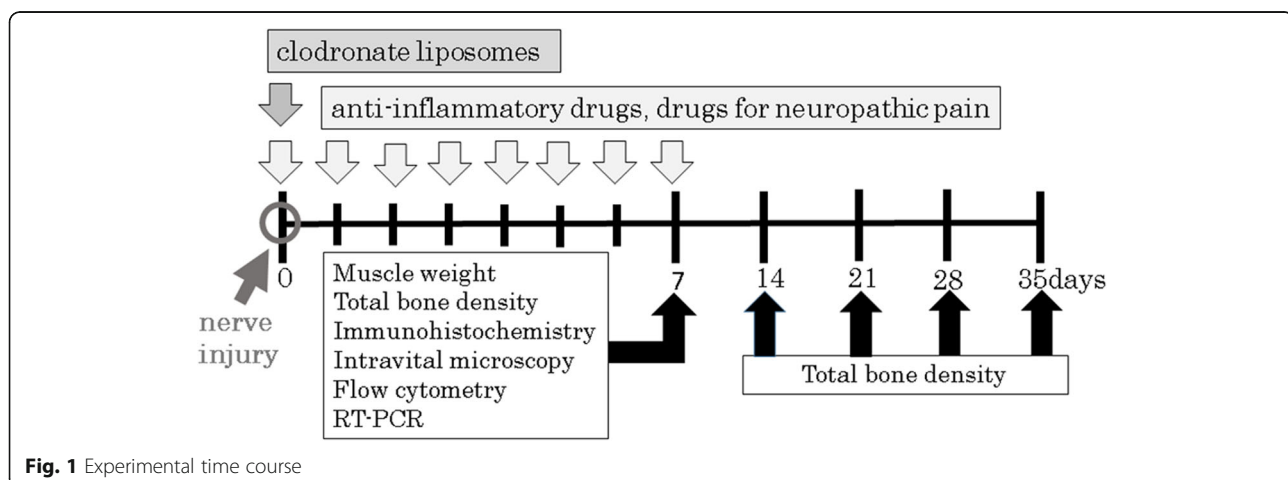 clodronate liposomes
anti-inflammatory drugs, drugs for neuropathic pain
0
7
14
21
28
35days
nerve
injury
Muscle weight
Total bone density
Immunohistochemistry
Intravital microscopy
Flow cytometry
RT-PCR
Total bone density
Fig. 1 Experimental time course